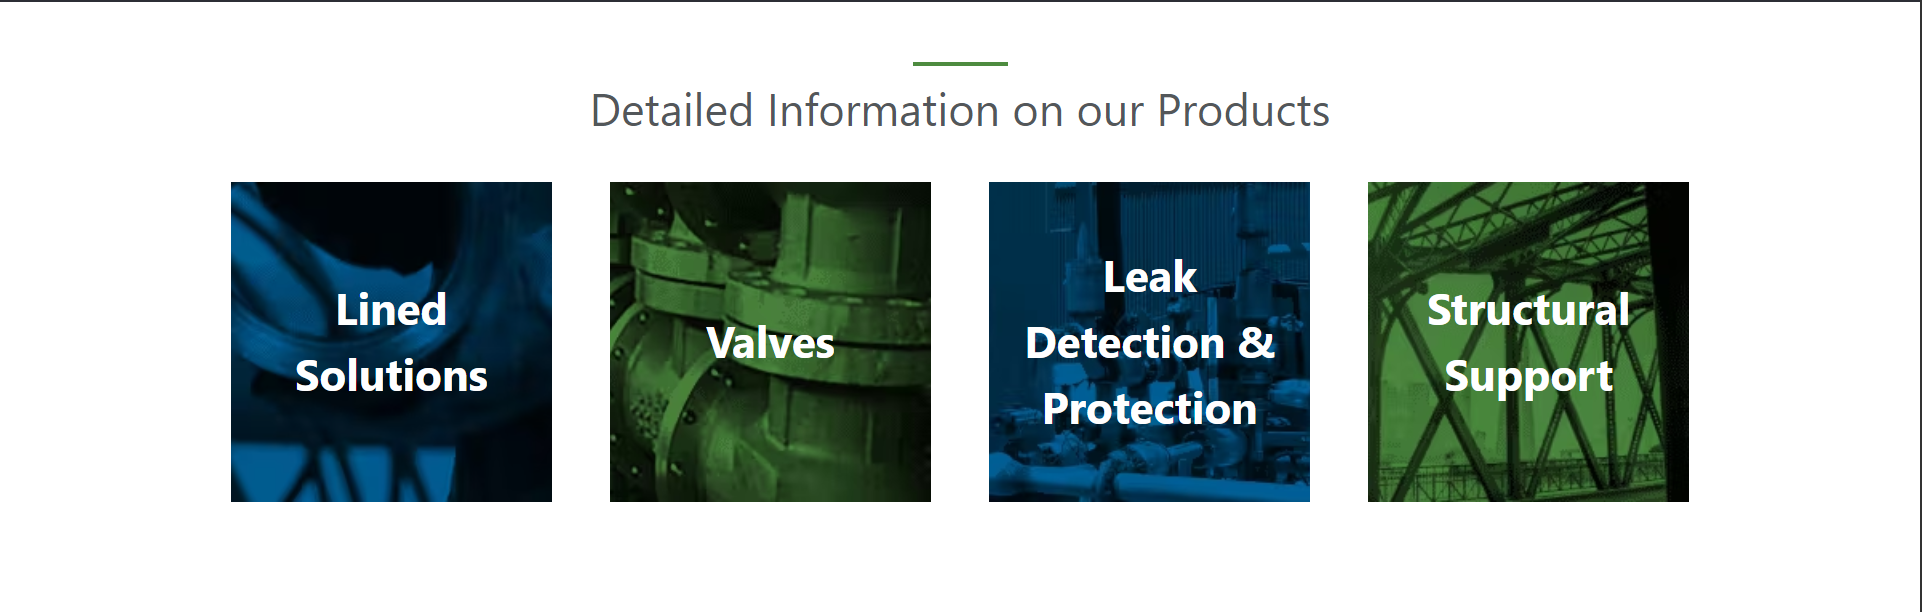 Detailed Information on our Products
Lined
Solutions
Valves
Leak
Detection &
Protection
Structural
Support